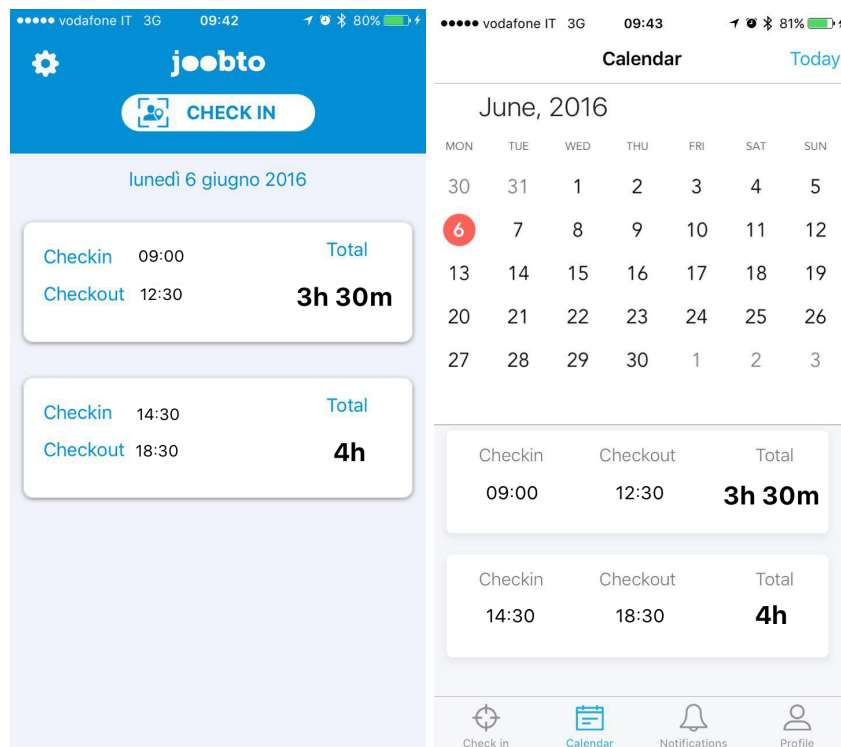 vodafone IT 3G 09:42 80%
joobto
CHECK IN
lunedì 6 giugno 2016
Checkin 09:00 Total
Checkout 12:30 3h 30m
Checkin 14:30 Total
Checkout 18:30 4h
vodafone IT 3G 09:43 81%
Calendar Today
June, 2016
MON TUE WED THU FRI SAT SUN
30 31 1 2 3 4 5
6 7 8 9 10 11 12
13 14 15 16 17 18 19
20 21 22 23 24 25 26
27 28 29 30 1 2 3
Checkin Checkout Total
09:00 12:30 3h 30m
Checkin Checkout Total
14:30 18:30 4h
Check in Calendar Notifications Profile